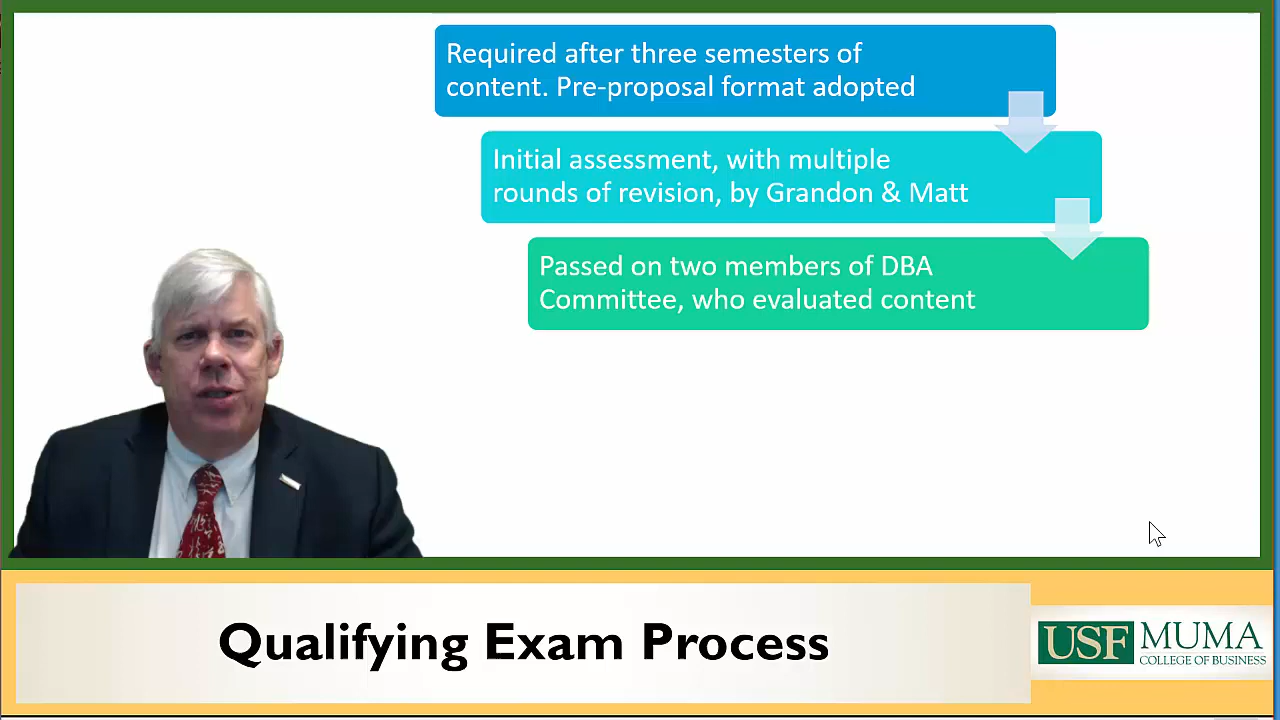 Required after three semesters of
content. Pre-proposal format adopted
Initial assessment, with multiple
rounds of revision, by Grandon & Matt
Passed on two members of DBA
Committee, who evaluated content
Qualifying Exam Process
USF MUMA
COLLEGE OF BUSINESS